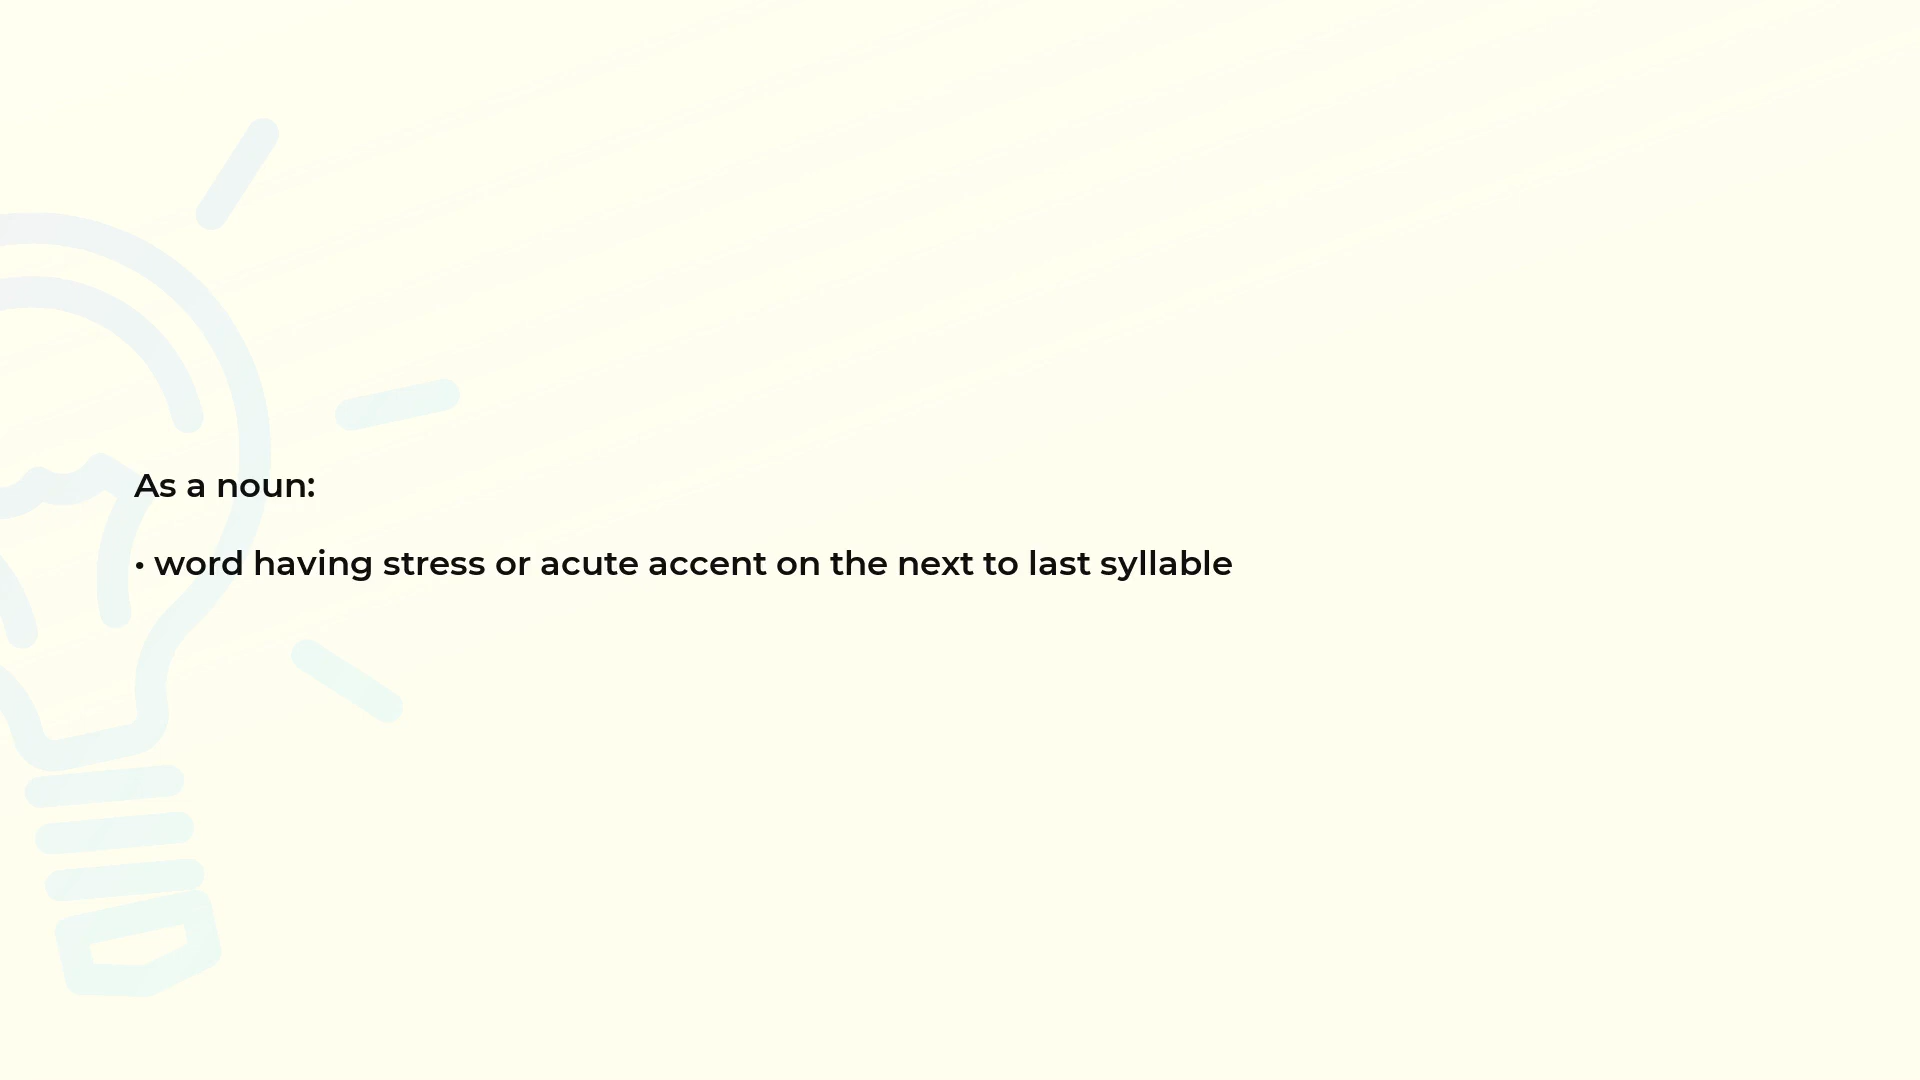 As a noun:
• word having stress or acute accent on the next to last syllable